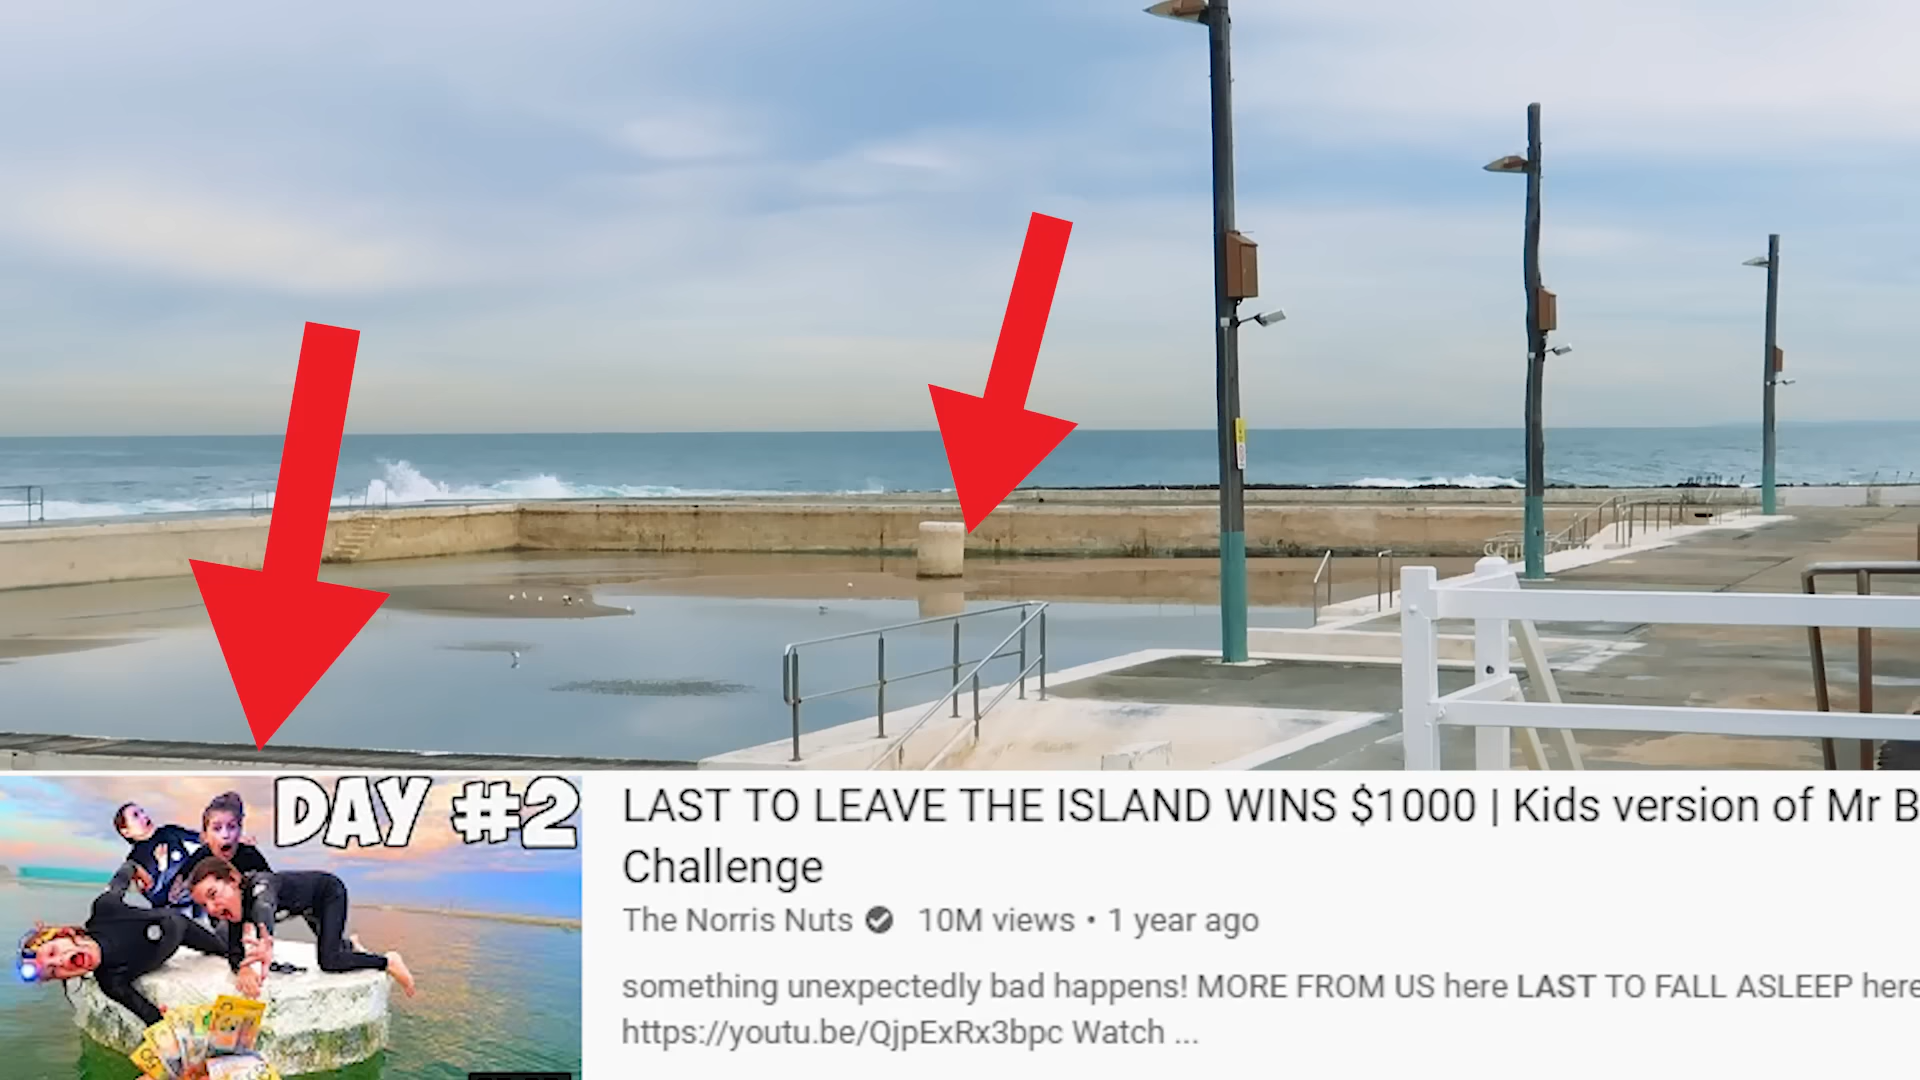 DAY #2
LAST TO LEAVE THE ISLAND WINS $1000 | Kids version of Mr B
Challenge
The Norris Nuts 10M views • 1 year ago
something unexpectedly bad happens! MORE FROM US here LAST TO FALL ASLEEP here
https://youtu.be/QjpExRx3bpc Watch ...